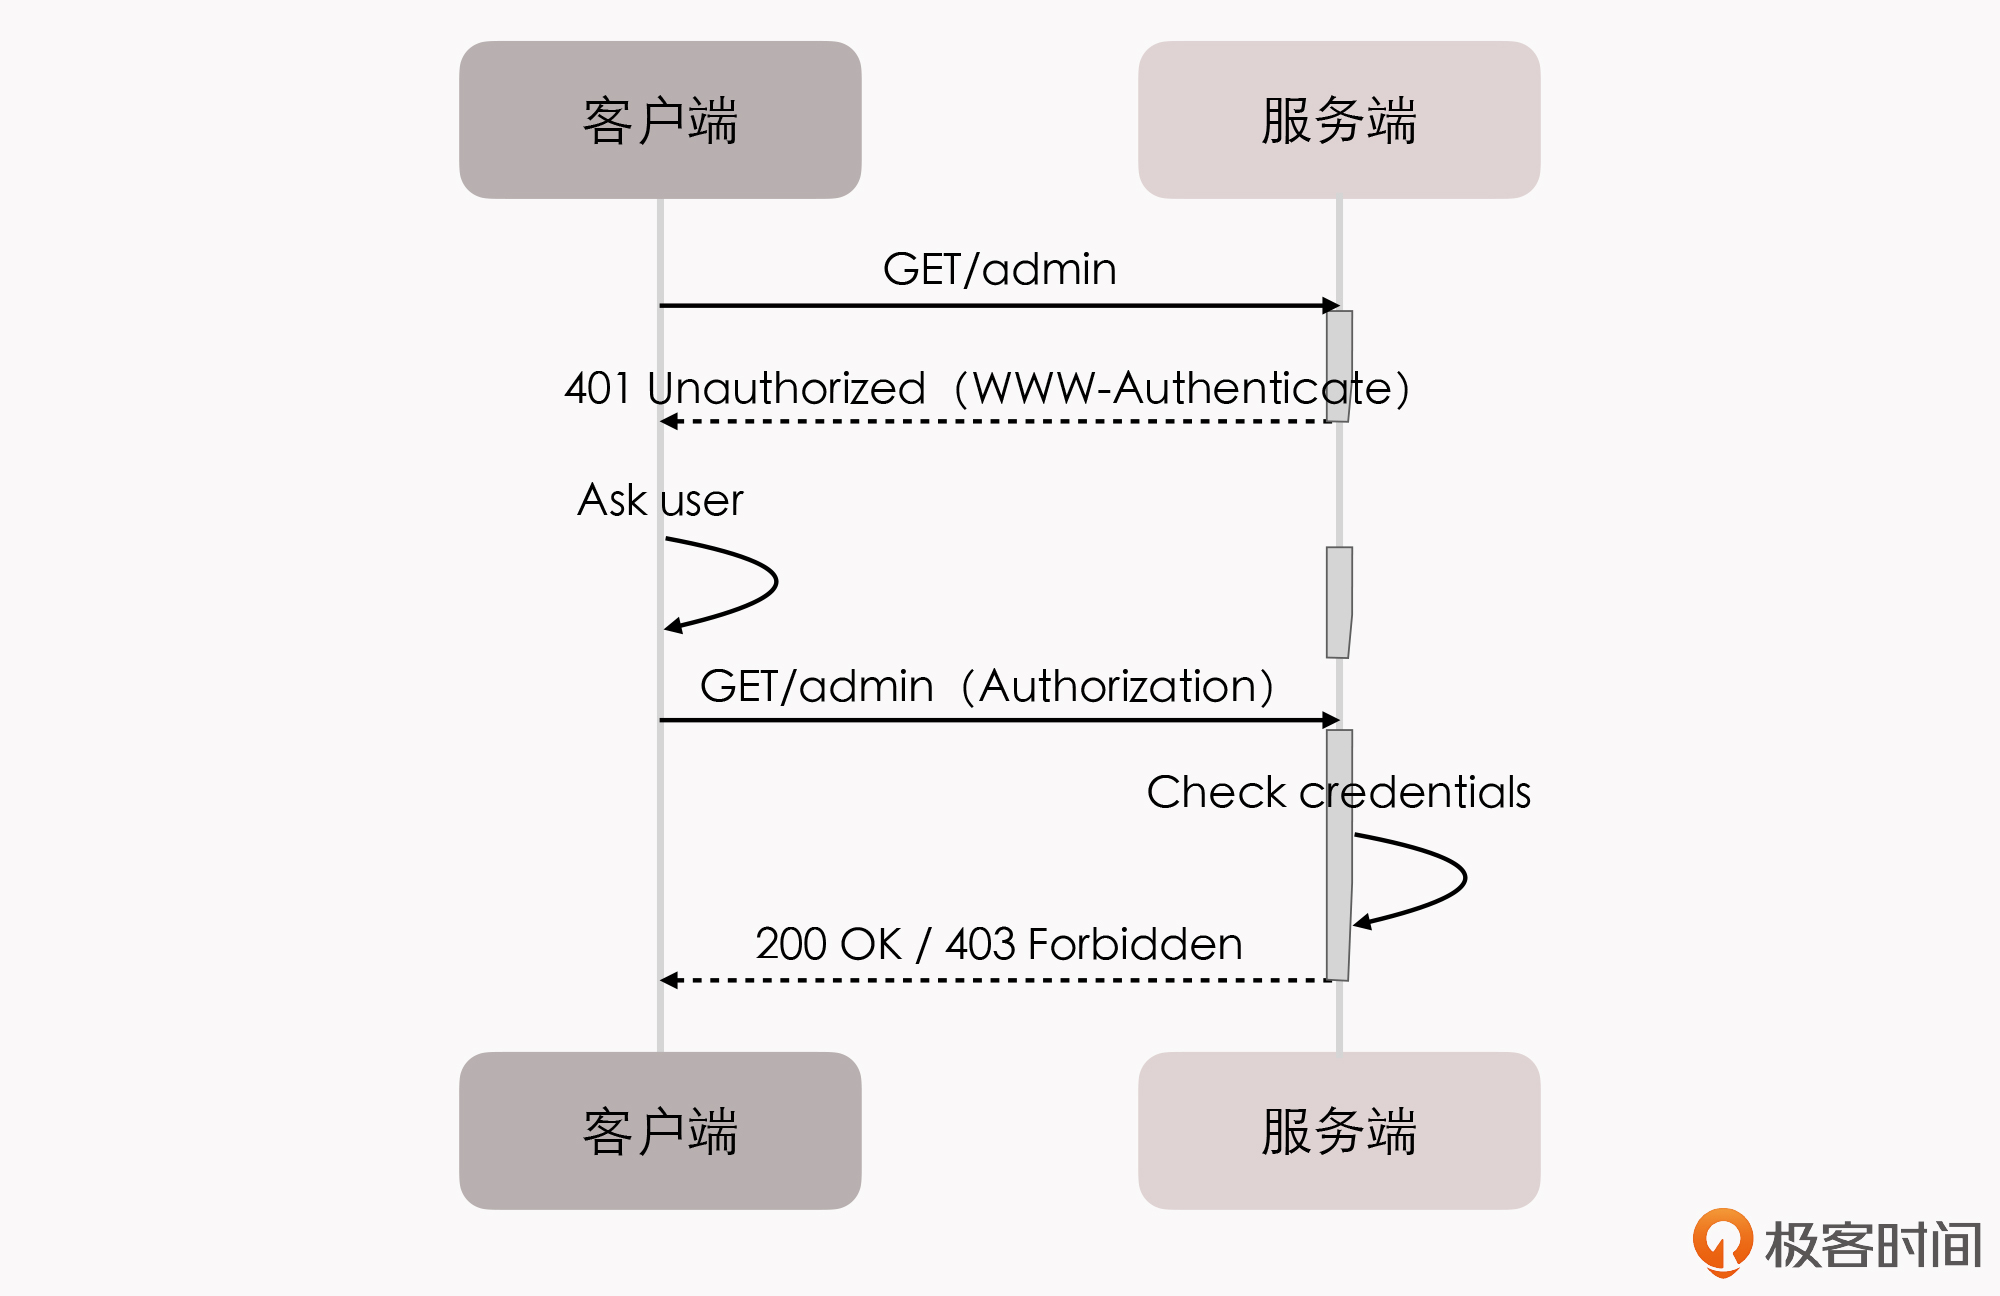 客户端
服务端
GET/admin
401 Unauthorized（WWW-Authenticate）
Ask user
GET/admin（Authorization）
Check credentials
200 OK / 403 Forbidden
客户端
服务端
极客时间